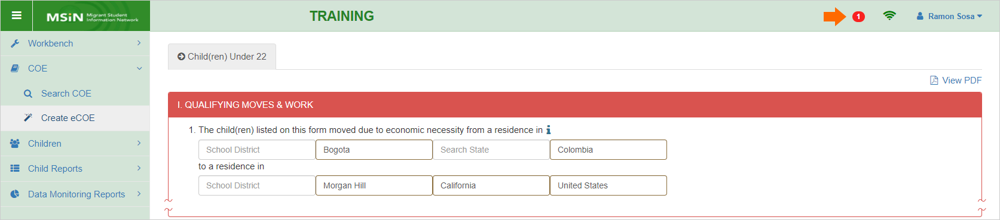 MSiN Migrant Student
Information Network
TRAINING
1
Ramon Sosa
Workbench
COE
Search COE
Create eCOE
Children
Child Reports
Data Monitoring Reports
Child(ren) Under 22
View PDF
I. QUALIFYING MOVES & WORK
1. The child(ren) listed on this form moved due to economic necessity from a residence in
School District Bogota Search State Colombia
to a residence in
School District Morgan Hill California United States